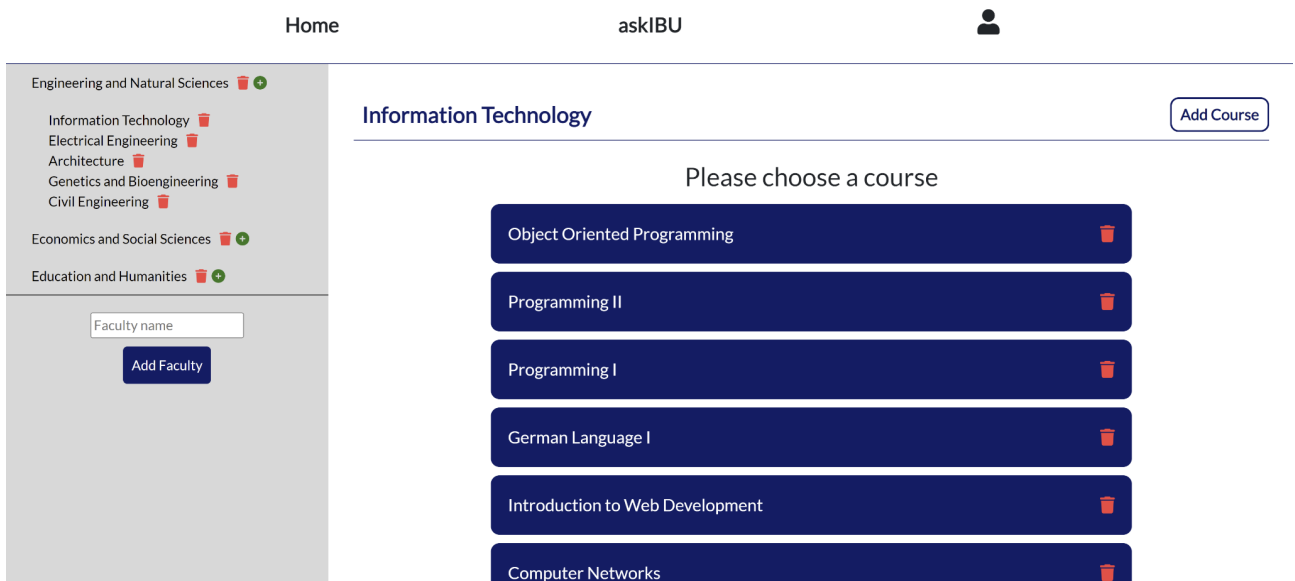 Home
askIBU
Engineering and Natural Sciences
Information Technology
Electrical Engineering
Architecture
Genetics and Bioengineering
Civil Engineering
Economics and Social Sciences
Education and Humanities
Faculty name
Add Faculty
Information Technology
Add Course
Please choose a course
Object Oriented Programming
Programming II
Programming I
German Language I
Introduction to Web Development
Computer Networks